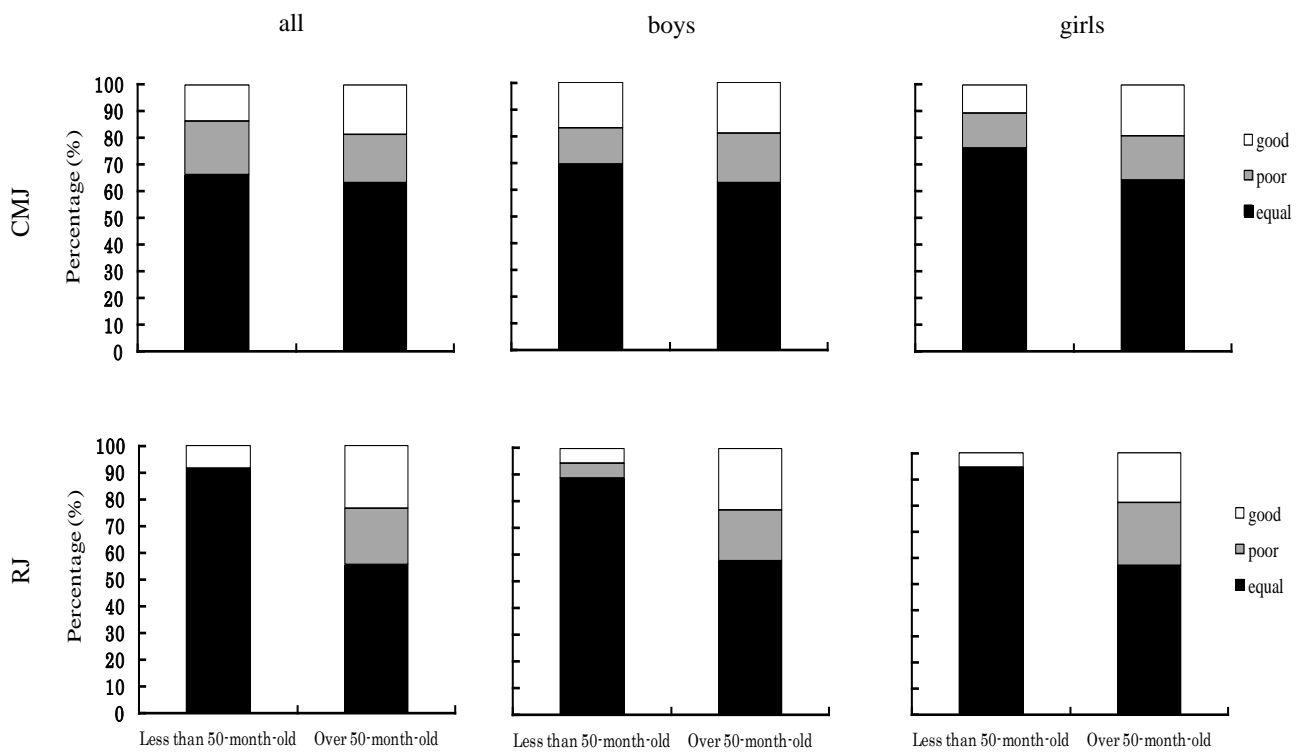 all boys girls
CMJ
Percentage (%)
100
90
80
70
60
50
40
30
20
10
0
good
poor
equal
RJ
Percentage (%)
100
90
80
70
60
50
40
30
20
10
0
good
poor
equal
Less than 50-month-old Over 50-month-old Less than 50-month-old Over 50-month-old Less than 50-month-old Over 50-month-old